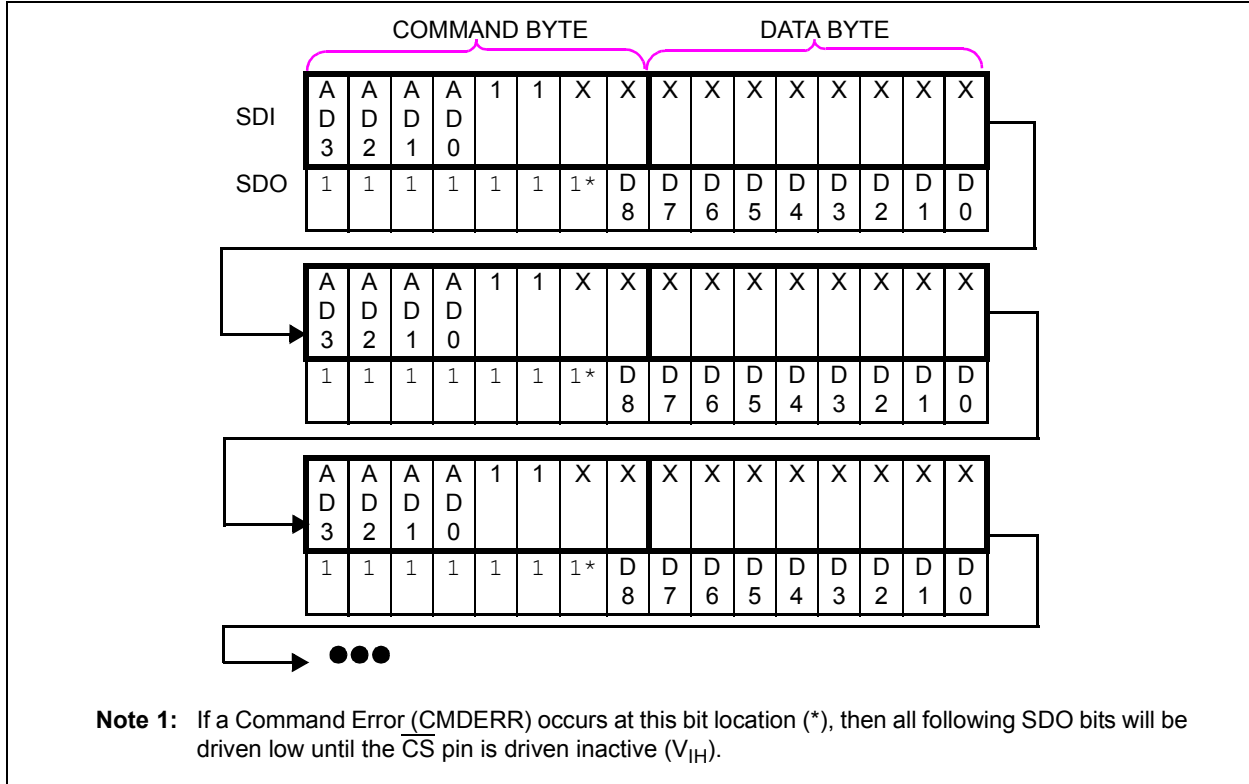 COMMAND BYTE DATA BYTE
SDI A A A A 1 1 X X X X X X X X X X
D D D D
3 2 1 0
SDO 1 1 1 1 1 1 1* D D D D D D D D D
8 7 6 5 4 3 2 1 0
A A A A 1 1 X X X X X X X X X X
D D D D
3 2 1 0
1 1 1 1 1 1 1* D D D D D D D D D
8 7 6 5 4 3 2 1 0
A A A A 1 1 X X X X X X X X X X
D D D D
3 2 1 0
1 1 1 1 1 1 1* D D D D D D D D D
8 7 6 5 4 3 2 1 0
Note 1: If a Command Error (CMDERR) occurs at this bit location (*), then all following SDO bits will be
driven low until the CS pin is driven inactive (VIH).